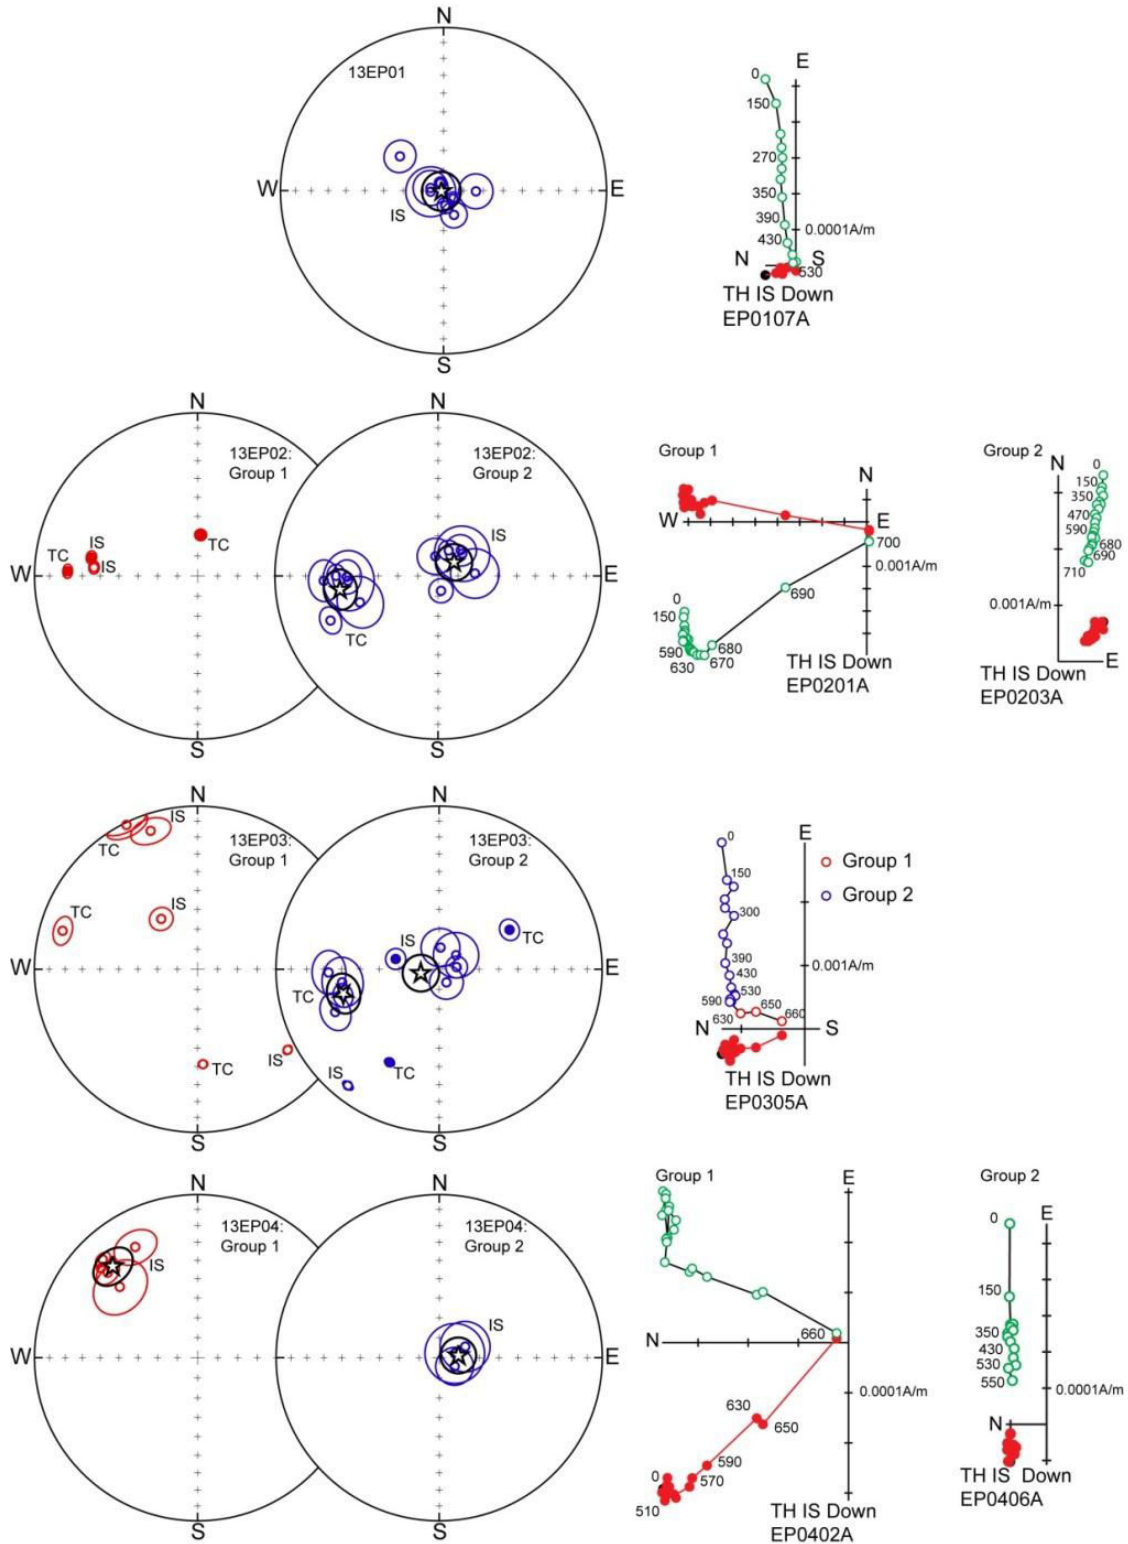 N
13EP01
W
E
IS
S
E
0
150
270
350
390
0.0001A/m
430
N
S
530
TH IS Down
EP0107A
N
13EP02:
Group 1
IS
TC
IS
TC
W
S
N
13EP02:
Group 2
IS
E
TC
S
Group 1
N
W
E
700
0.001A/m
690
0
150
590
680
630
670
TH IS Down
EP0201A
Group 2
N
0
150
350
470
590
680
690
710
0.001A/m
E
TH IS Down
EP0203A
N
IS
TC
13EP03:
Group 1
TC
IS
W
IS
TC
S
N
13EP03:
Group 2
IS
TC
E
TC
IS
TC
S
E
0
150
300
390
0.001A/m
430
530
590
650
630
660
N
S
TH IS Down
EP0305A
Group 1
Group 2
N
13EP04:
Group 1
IS
W
S
N
13EP04:
Group 2
IS
E
S
Group 1
E
660
N
0.0001A/m
630
650
590
0
570
510
TH IS Down
EP0402A
Group 2
0
E
150
350
430
530
550
0.0001A/m
N
TH IS Down
EP0406A